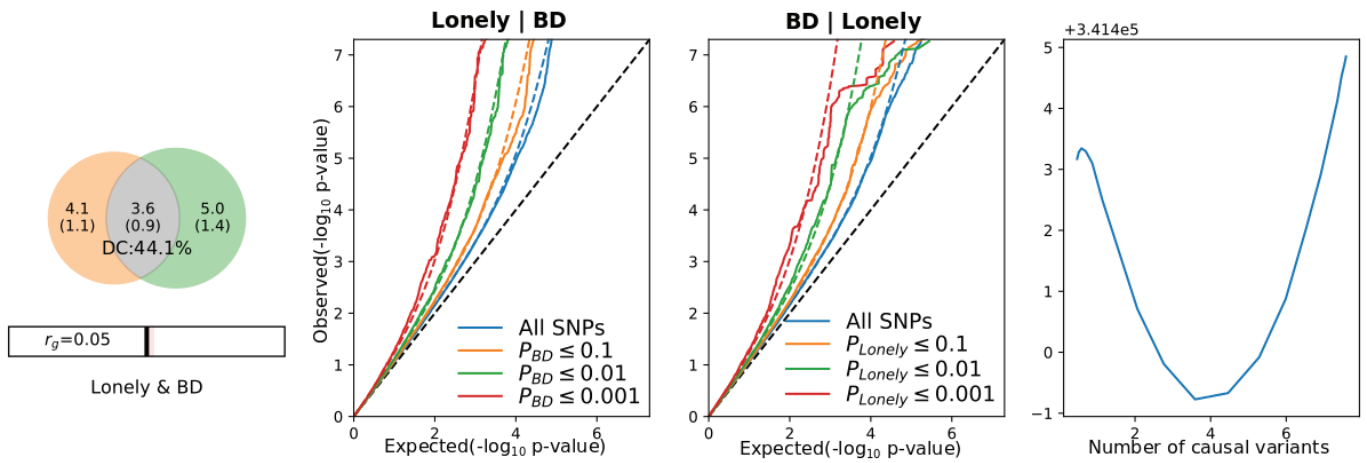 4.1
(1.1)
3.6
(0.9)
5.0
(1.4)
DC:44.1%
r_g=0.05
Lonely & BD
Lonely | BD
Observed(-log₁₀ p-value)
7
6
5
4
3
2
1
0
0 2 4 6
Expected(-log₁₀ p-value)
All SNPs
P_BD ≤ 0.1
P_BD ≤ 0.01
P_BD ≤ 0.001
BD | Lonely
7
6
5
4
3
2
1
0
0 2 4 6
Expected(-log₁₀ p-value)
All SNPs
P_Lonely ≤ 0.1
P_Lonely ≤ 0.01
P_Lonely ≤ 0.001
+3.414e5
5
4
3
2
1
0
−1
2 4 6
Number of causal variants